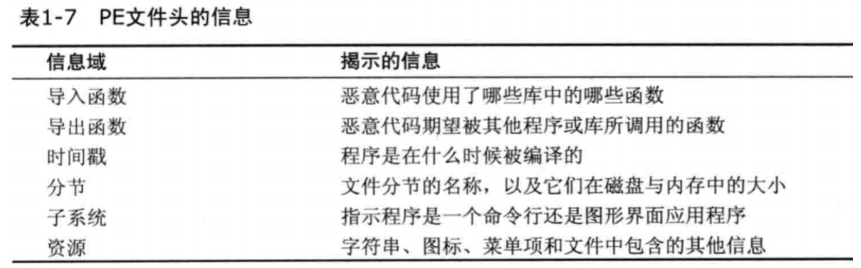 表1-7 PE文件头的信息
信息域 揭示的信息
导入函数 恶意代码使用了哪些库中的哪些函数
导出函数 恶意代码期望被其他程序或库所调用的函数
时间戳 程序是在什么时候被编译的
分节 文件分节的名称，以及它们在磁盘与内存中的大小
子系统 指示程序是一个命令行还是图形界面应用程序
资源 字符串、图标、菜单项和文件中包含的其他信息